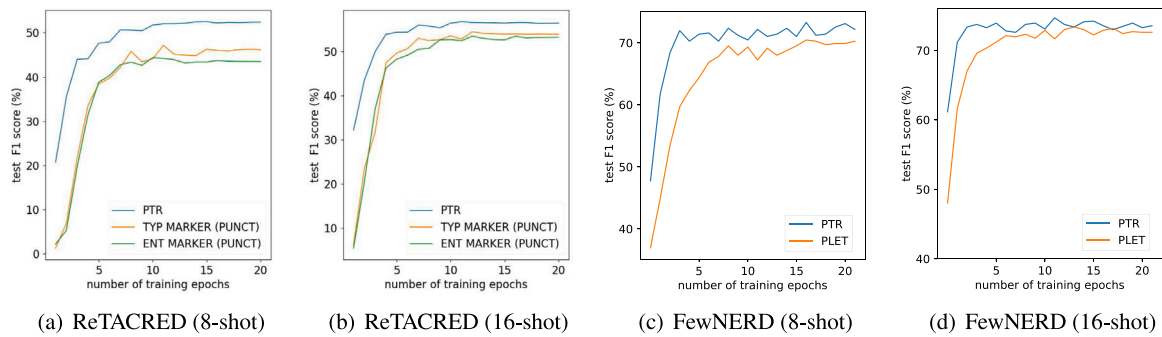 test F1 score (%)
50
40
30
20
10
0
5
10
15
20
number of training epochs
PTR
TYP MARKER (PUNCT)
ENT MARKER (PUNCT)
(a) ReTACRED (8-shot)
test F1 score (%)
50
40
30
20
10
5
10
15
20
number of training epochs
PTR
TYP MARKER (PUNCT)
ENT MARKER (PUNCT)
(b) ReTACRED (16-shot)
test F1 score (%)
70
60
50
40
5
10
15
20
number of training epochs
PTR
PLET
(c) FewNERD (8-shot)
test F1 score (%)
70
60
50
40
5
10
15
20
number of training epochs
PTR
PLET
(d) FewNERD (16-shot)